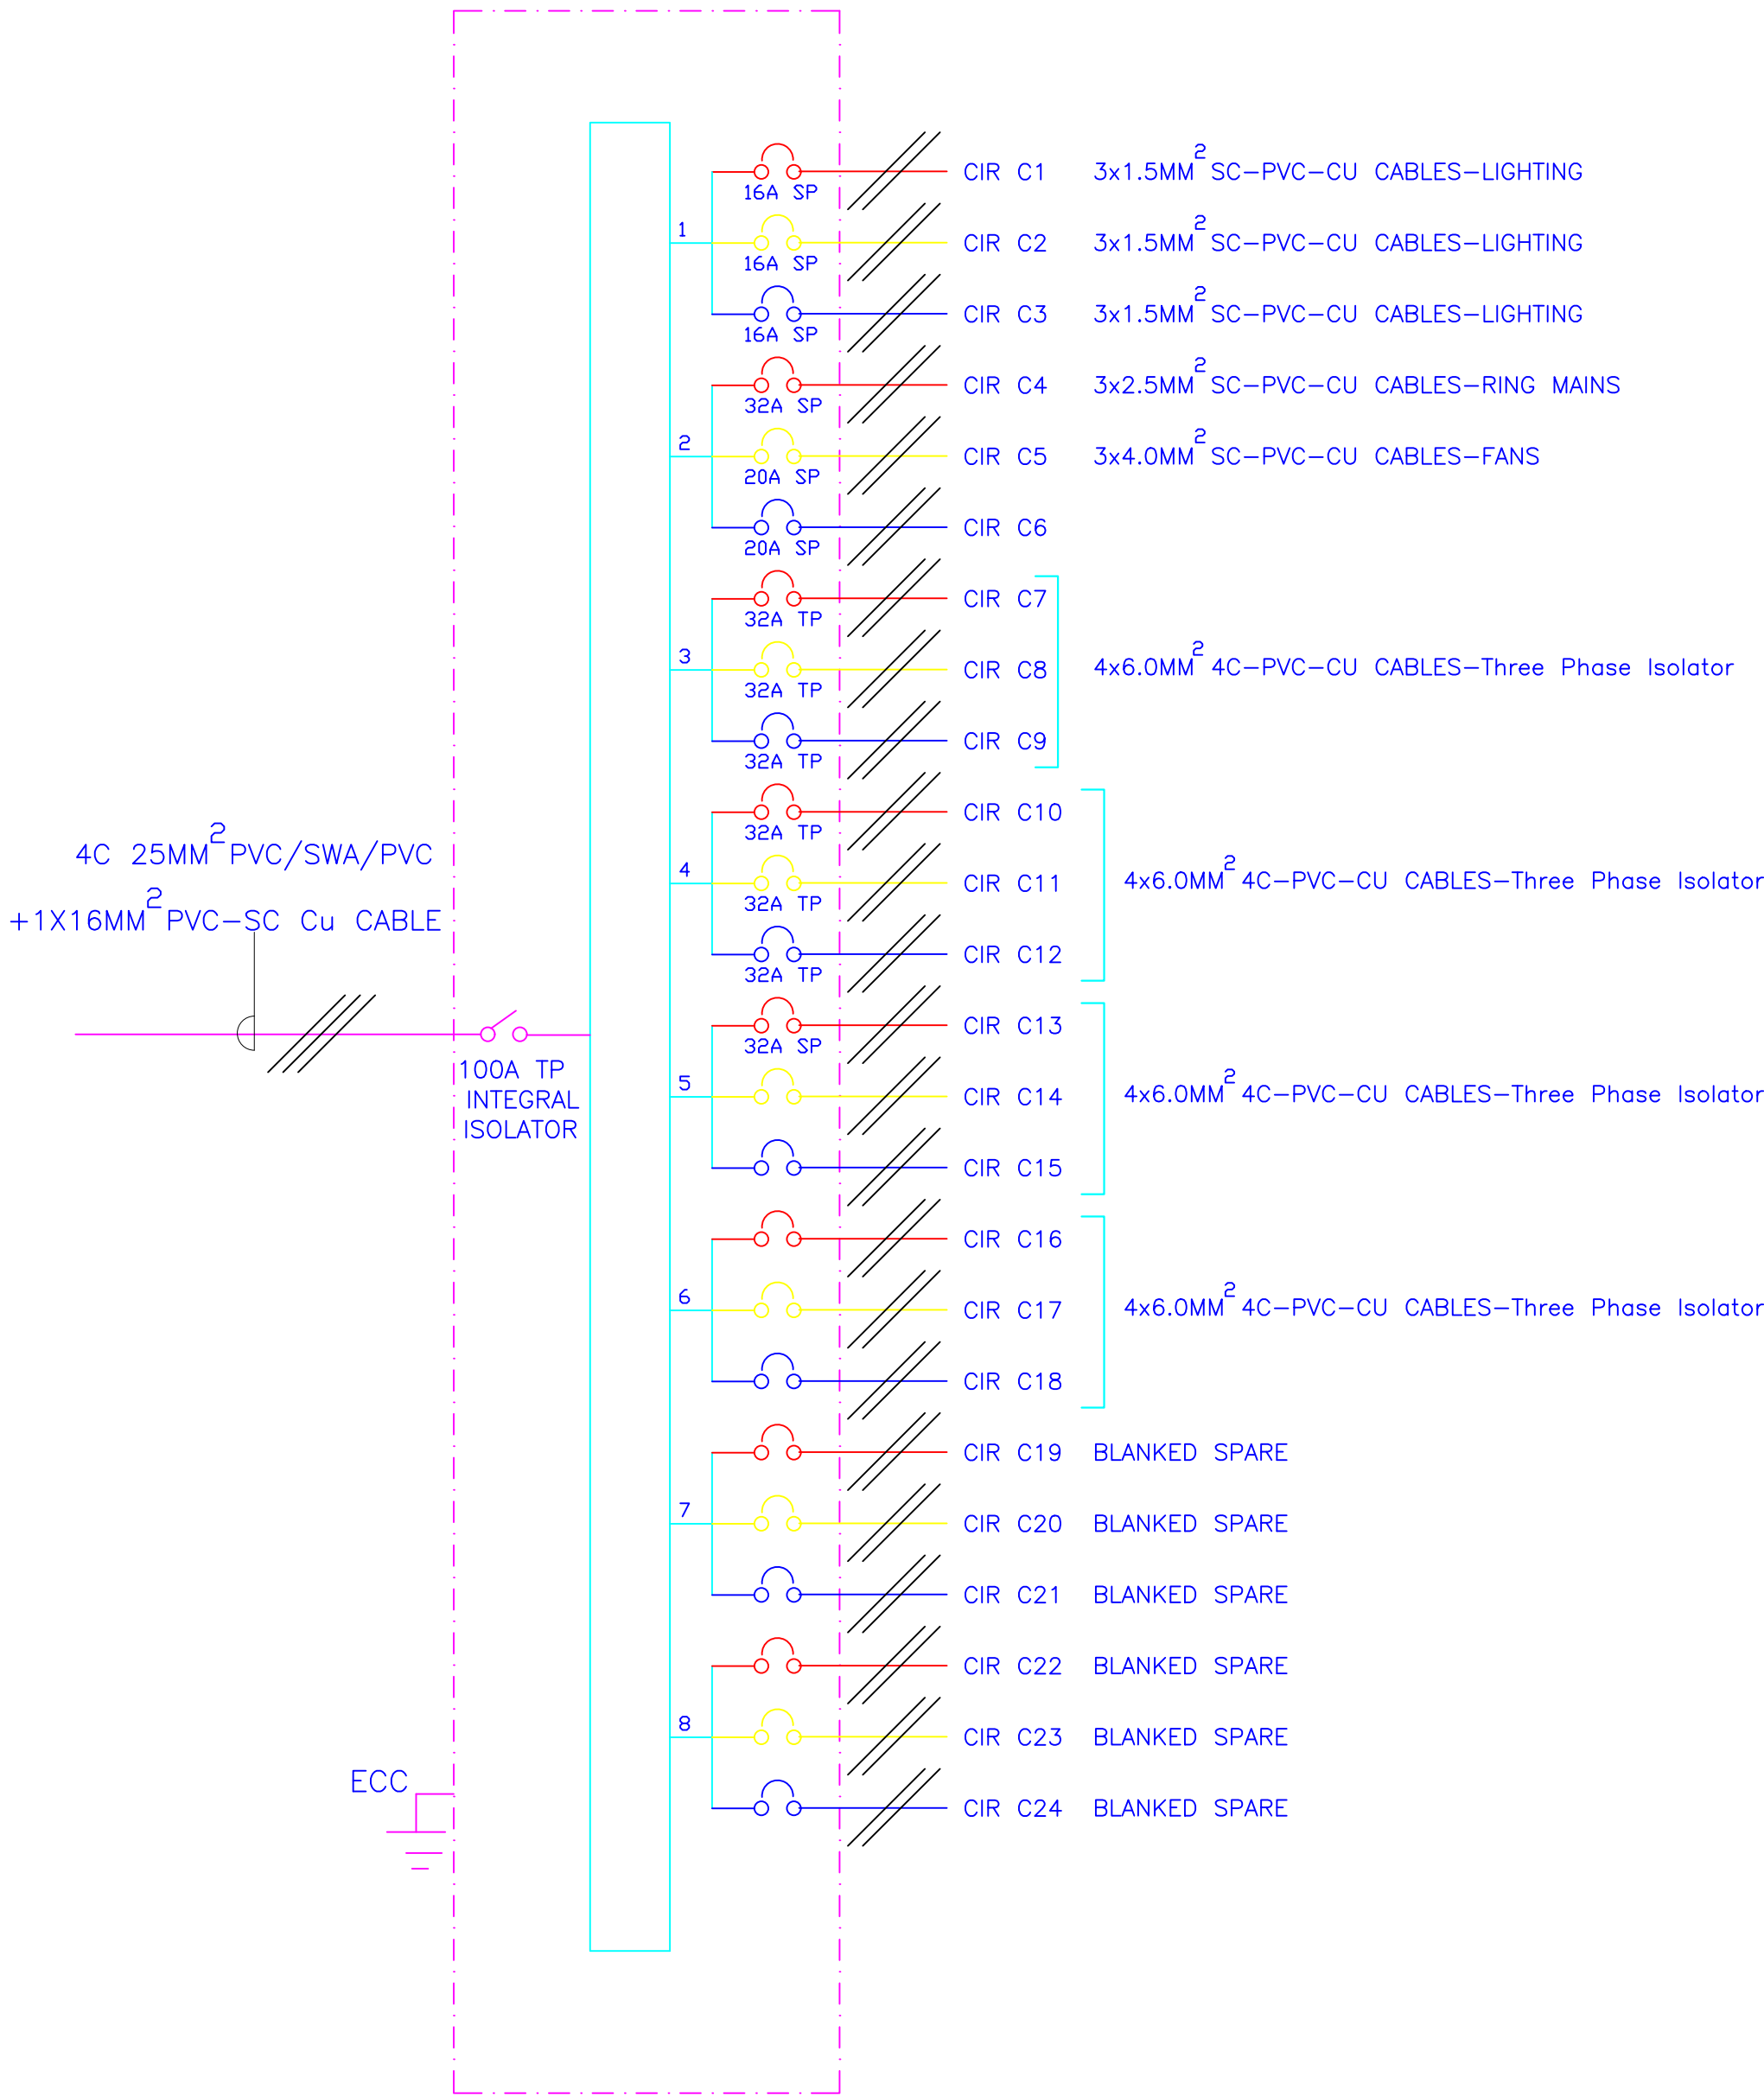 CIR C1 3x1.5MM² SC-PVC-CU CABLES-LIGHTING
16A SP
1
CIR C2 3x1.5MM² SC-PVC-CU CABLES-LIGHTING
16A SP
CIR C3 3x1.5MM² SC-PVC-CU CABLES-LIGHTING
16A SP
CIR C4 3x2.5MM² SC-PVC-CU CABLES-RING MAINS
32A SP
2
CIR C5 3x4.0MM² SC-PVC-CU CABLES-FANS
20A SP
CIR C6
20A SP
CIR C7
32A TP
3
CIR C8 4x6.0MM² 4C-PVC-CU CABLES-Three Phase Isolator
32A TP
CIR C9
32A TP
CIR C10
32A TP
4C 25MM² PVC/SWA/PVC
+1X16MM² PVC-SC Cu CABLE
4
CIR C11 4x6.0MM² 4C-PVC-CU CABLES-Three Phase Isolator
32A TP
CIR C12
32A TP
CIR C13
32A SP
100A TP
INTEGRAL
ISOLATOR
5
CIR C14 4x6.0MM² 4C-PVC-CU CABLES-Three Phase Isolator
CIR C15
CIR C16
6
CIR C17 4x6.0MM² 4C-PVC-CU CABLES-Three Phase Isolator
CIR C18
CIR C19 BLANKED SPARE
7
CIR C20 BLANKED SPARE
CIR C21 BLANKED SPARE
CIR C22 BLANKED SPARE
8
CIR C23 BLANKED SPARE
ECC
CIR C24 BLANKED SPARE